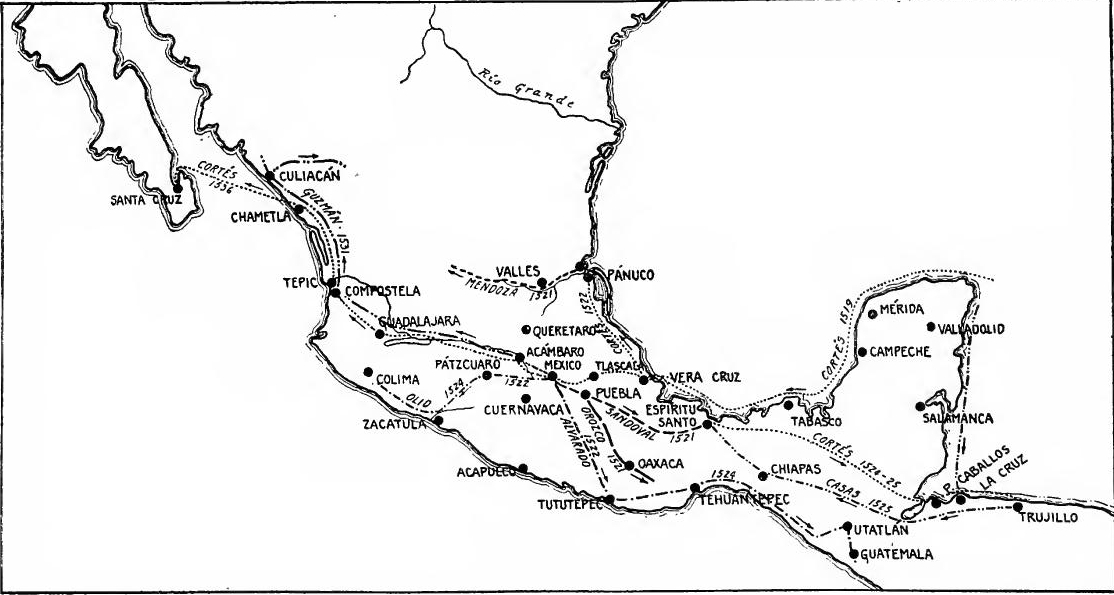 Río Grande
CORTÉS
1536
CULIACÁN
SANTA CRUZ
CHAMETLA
GUZMÁN · 1531
TEPIC
COMPOSTELA
VALLES
PÁNUCO
MENDOZA
1521
CORTÉS 1522
GUADALAJARA
QUERETARO
ACÁMBARO
PÁTZCUARO
MEXICO
TLASCALA
VERA CRUZ
COLIMA
OLID
1524
1522
CUERNAVACA
PUEBLA
ESPIRITU
SANTO
ZACATULA
ALVARADO
1522
OROZCO
1521
SANDOVAL
1521
ACAPULCO
OAXACA
TUTUTEPEC
1524
TEHUANTEPEC
CORTÉS 1519
MÉRIDA
VALLADOLID
CAMPECHE
TABASCO
SALAMANCA
CORTÉS 1524-25
CHIAPAS
CASAS 1525
P. CABALLOS
LA CRUZ
TRUJILLO
UTATLÁN
GUATEMALA